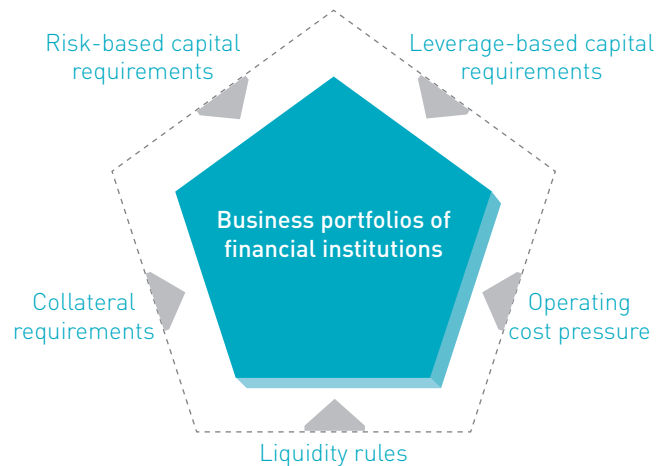 Risk-based capital
requirements
Leverage-based capital
requirements
Business portfolios of
financial institutions
Collateral
requirements
Operating
cost pressure
Liquidity rules